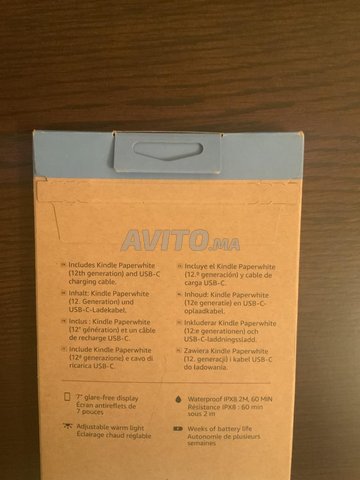 AVITO.MA
Includes Kindle Paperwhite
(12th generation) and USB-C
charging cable.
Inhalt: Kindle Paperwhite
(12. Generation) und
USB-C-Ladekabel.
Inclus : Kindle Paperwhite
(12ᵉ génération) et un câble
de recharge USB-C.
Include Kindle Paperwhite
(12ª generazione) e cavo di
ricarica USB-C.
Incluye el Kindle Paperwhite
(12.ª generación) y cable de
carga USB-C.
Inhoud: Kindle Paperwhite
(12e generatie) en USB-C-
oplaadkabel.
Inkluderar Kindle Paperwhite
(12:e generationen) och
USB-C-laddningssladd.
Zawiera Kindle Paperwhite
(12. generacji) i kabel USB-C
do ładowania.
7" glare-free display
Écran antireflets de
7 pouces
Adjustable warm light
Éclairage chaud réglable
Waterproof IPX8 2M, 60 MIN
Résistance IPX8 : 60 min
sous 2 m
Weeks of battery life
Autonomie de plusieurs
semaines